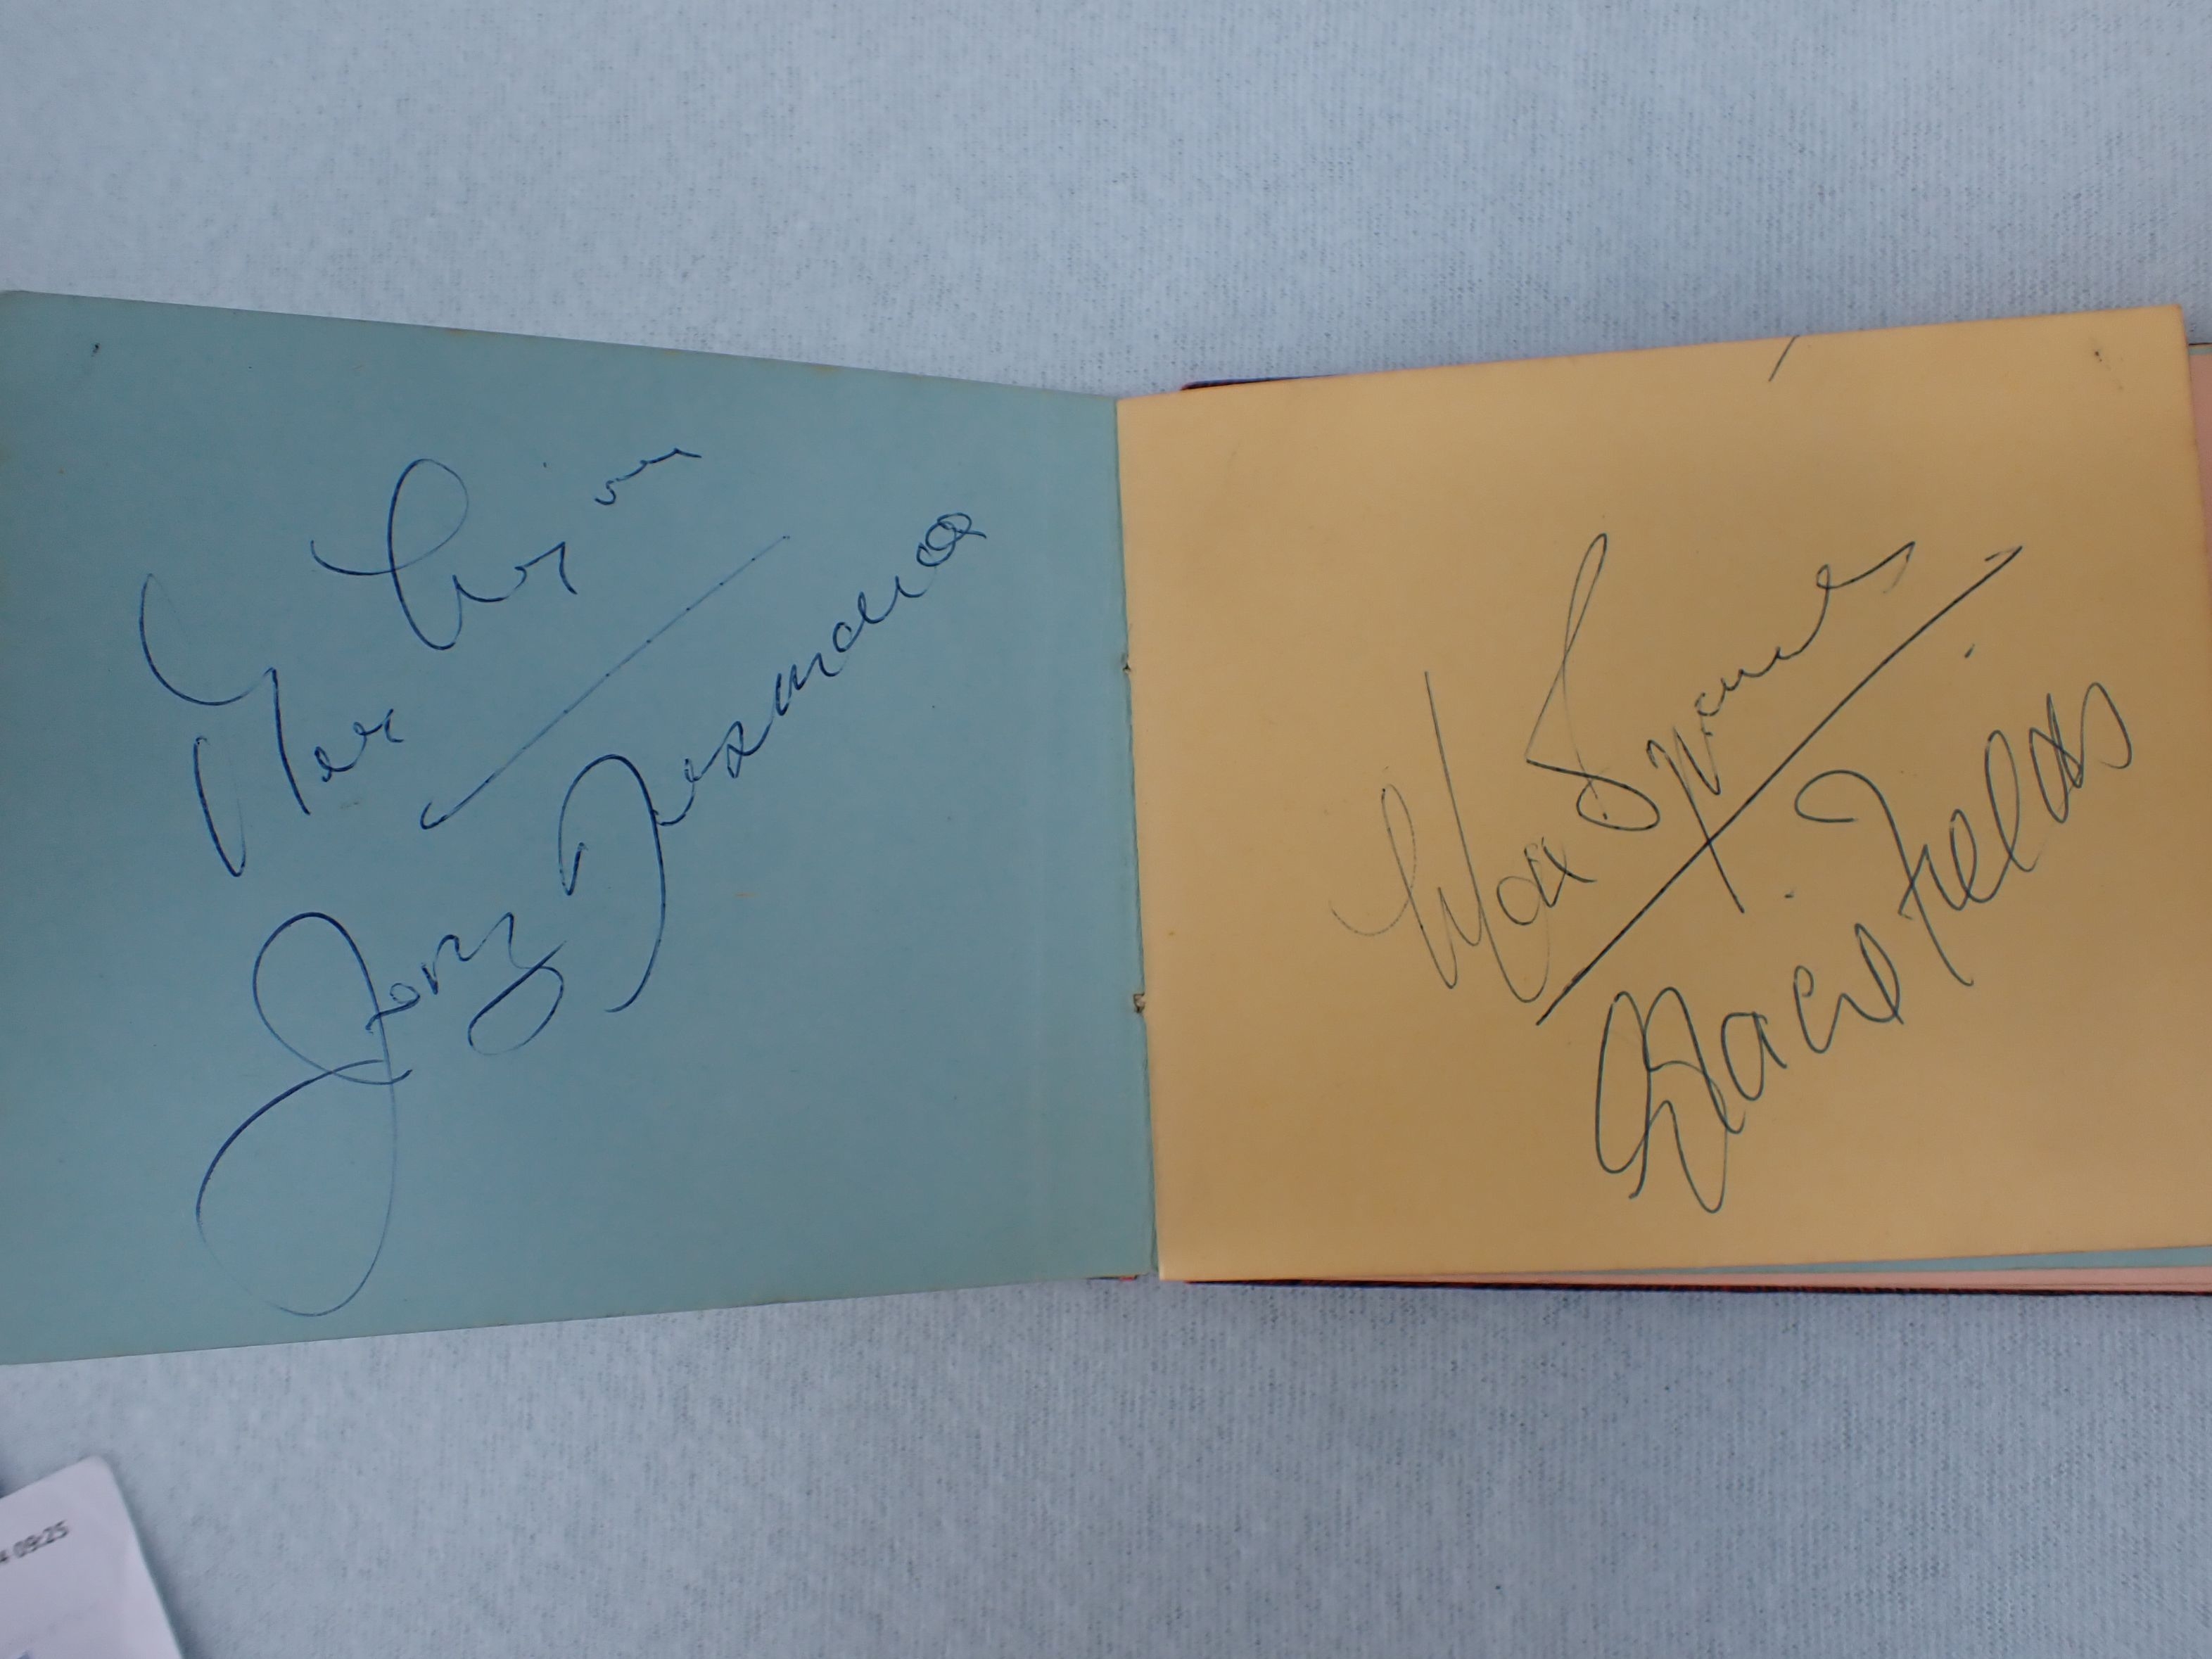 Jerry Desmonde
Max Bygraves
Gracie Fields
09:25